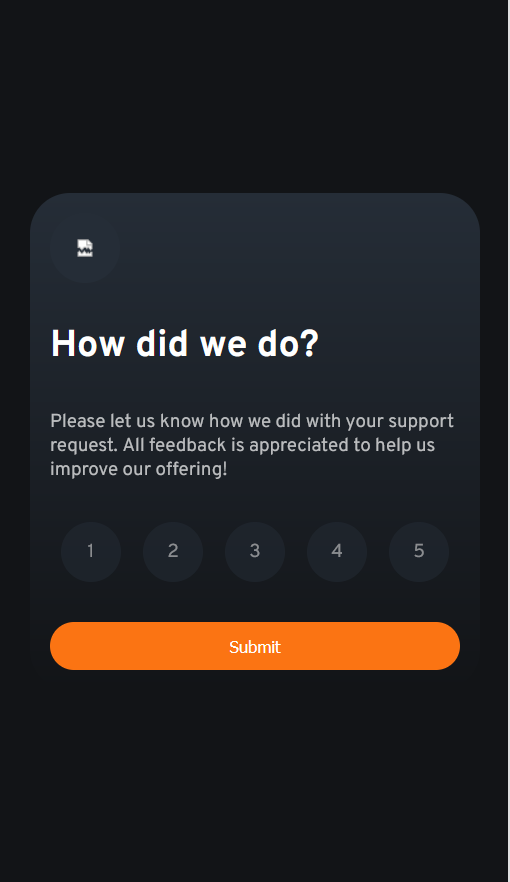 How did we do?
Please let us know how we did with your support
request. All feedback is appreciated to help us
improve our offering!
1 2 3 4 5
Submit